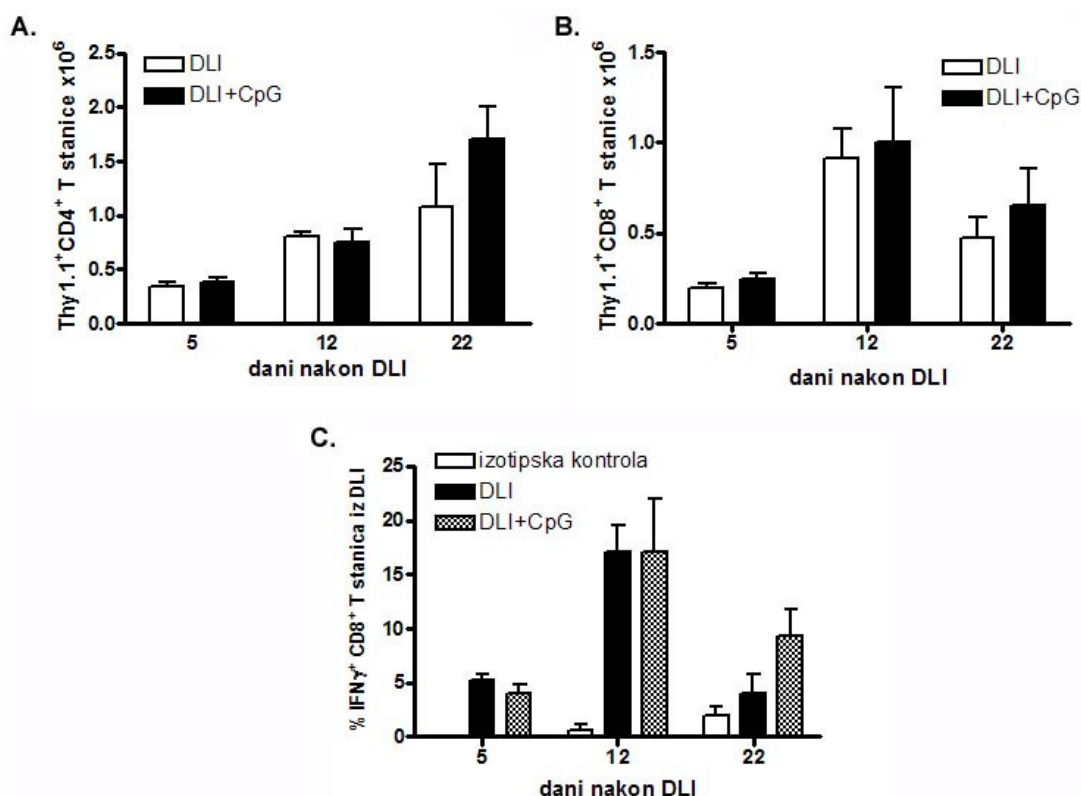 A.
Thy1.1⁺CD4⁺ T stanice x10⁶
2.5
2.0
1.5
1.0
0.5
0.0
DLI
DLI+CpG
5 12 22
dani nakon DLI
B.
Thy1.1⁺CD8⁺ T stanice x10⁶
1.5
1.0
0.5
0.0
DLI
DLI+CpG
5 12 22
dani nakon DLI
C.
% IFNγ⁺ CD8⁺ T stanica iz DLI
25
20
15
10
5
0
izotipska kontrola
DLI
DLI+CpG
5 12 22
dani nakon DLI